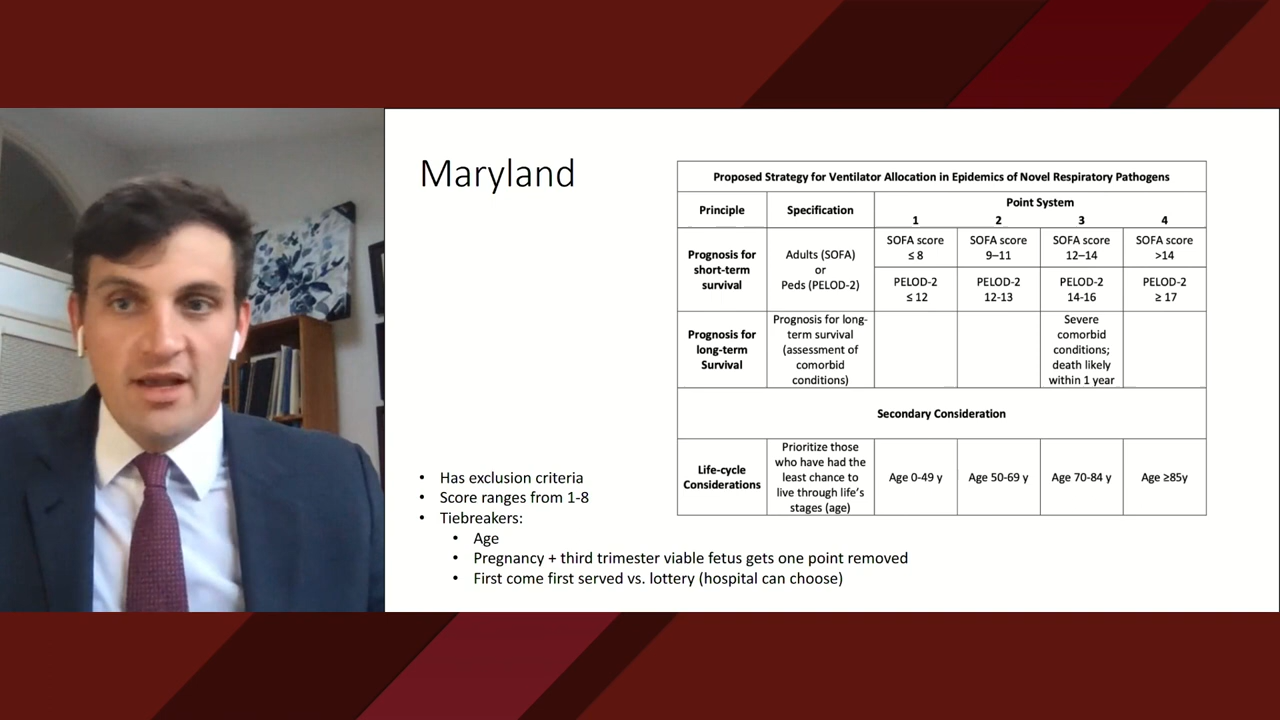 Maryland
Proposed Strategy for Ventilator Allocation in Epidemics of Novel Respiratory Pathogens
Principle
Specification
Point System
1 2 3 4
Prognosis for
short-term
survival
Adults (SOFA)
or
Peds (PELOD-2)
SOFA score
≤ 8
SOFA score
9–11
SOFA score
12–14
SOFA score
>14
PELOD-2
≤ 12
PELOD-2
12-13
PELOD-2
14-16
PELOD-2
≥ 17
Prognosis for
long-term
Survival
Prognosis for long-
term survival
(assessment of
comorbid
conditions)
Severe
comorbid
conditions;
death likely
within 1 year
Secondary Consideration
Life-cycle
Considerations
Prioritize those
who have had the
least chance to
live through life's
stages (age)
Age 0-49 y
Age 50-69 y
Age 70-84 y
Age ≥85y
• Has exclusion criteria
• Score ranges from 1-8
• Tiebreakers:
• Age
• Pregnancy + third trimester viable fetus gets one point removed
• First come first served vs. lottery (hospital can choose)